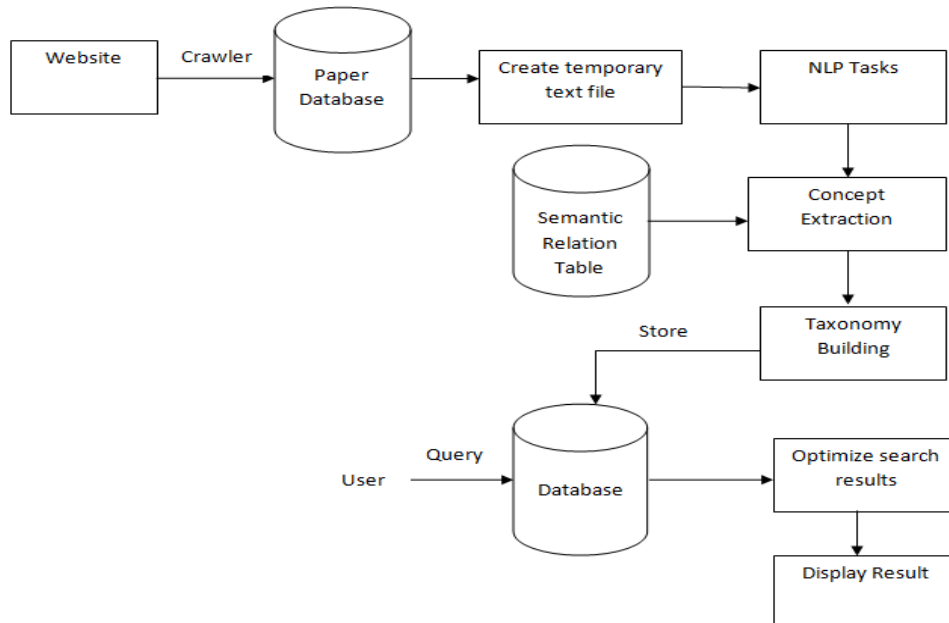 Website
Crawler
Paper
Database
Create temporary
text file
NLP Tasks
Semantic
Relation
Table
Concept
Extraction
Store
Taxonomy
Building
User
Query
Database
Optimize search
results
Display Result